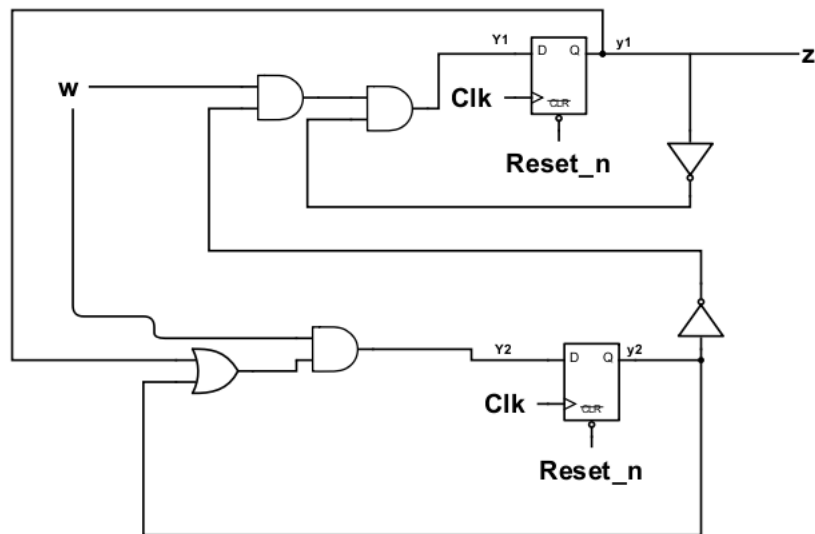 Y1
D Q
y1
z
w
Clk
CLR
Reset_n
Y2
D Q
y2
Clk
CLR
Reset_n